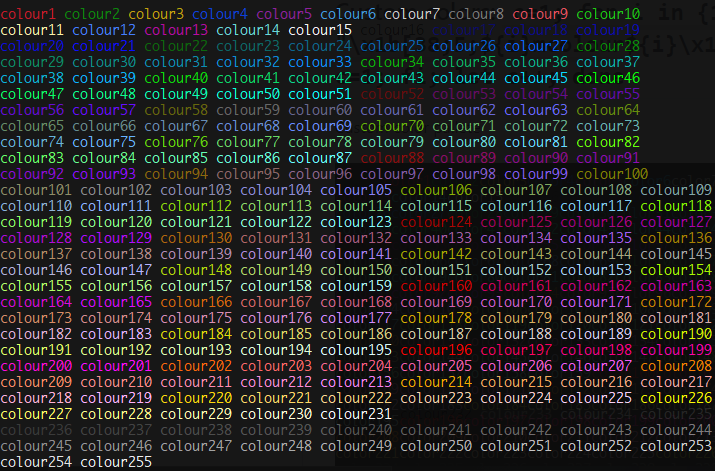 colour1 colour2 colour3 colour4 colour5 colour6 colour7 colour8 colour9 colour10
colour11 colour12 colour13 colour14 colour15 colour16 colour17 colour18 colour19
colour20 colour21 colour22 colour23 colour24 colour25 colour26 colour27 colour28
colour29 colour30 colour31 colour32 colour33 colour34 colour35 colour36 colour37
colour38 colour39 colour40 colour41 colour42 colour43 colour44 colour45 colour46
colour47 colour48 colour49 colour50 colour51 colour52 colour53 colour54 colour55
colour56 colour57 colour58 colour59 colour60 colour61 colour62 colour63 colour64
colour65 colour66 colour67 colour68 colour69 colour70 colour71 colour72 colour73
colour74 colour75 colour76 colour77 colour78 colour79 colour80 colour81 colour82
colour83 colour84 colour85 colour86 colour87 colour88 colour89 colour90 colour91
colour92 colour93 colour94 colour95 colour96 colour97 colour98 colour99 colour100
colour101 colour102 colour103 colour104 colour105 colour106 colour107 colour108 colour109
colour110 colour111 colour112 colour113 colour114 colour115 colour116 colour117 colour118
colour119 colour120 colour121 colour122 colour123 colour124 colour125 colour126 colour127
colour128 colour129 colour130 colour131 colour132 colour133 colour134 colour135 colour136
colour137 colour138 colour139 colour140 colour141 colour142 colour143 colour144 colour145
colour146 colour147 colour148 colour149 colour150 colour151 colour152 colour153 colour154
colour155 colour156 colour157 colour158 colour159 colour160 colour161 colour162 colour163
colour164 colour165 colour166 colour167 colour168 colour169 colour170 colour171 colour172
colour173 colour174 colour175 colour176 colour177 colour178 colour179 colour180 colour181
colour182 colour183 colour184 colour185 colour186 colour187 colour188 colour189 colour190
colour191 colour192 colour193 colour194 colour195 colour196 colour197 colour198 colour199
colour200 colour201 colour202 colour203 colour204 colour205 colour206 colour207 colour208
colour209 colour210 colour211 colour212 colour213 colour214 colour215 colour216 colour217
colour218 colour219 colour220 colour221 colour222 colour223 colour224 colour225 colour226
colour227 colour228 colour229 colour230 colour231 colour234 colour235
colour236 colour237 colour238 colour239 colour240 colour241 colour242 colour243 colour244
colour245 colour246 colour247 colour248 colour249 colour250 colour251 colour252 colour253
colour254 colour255